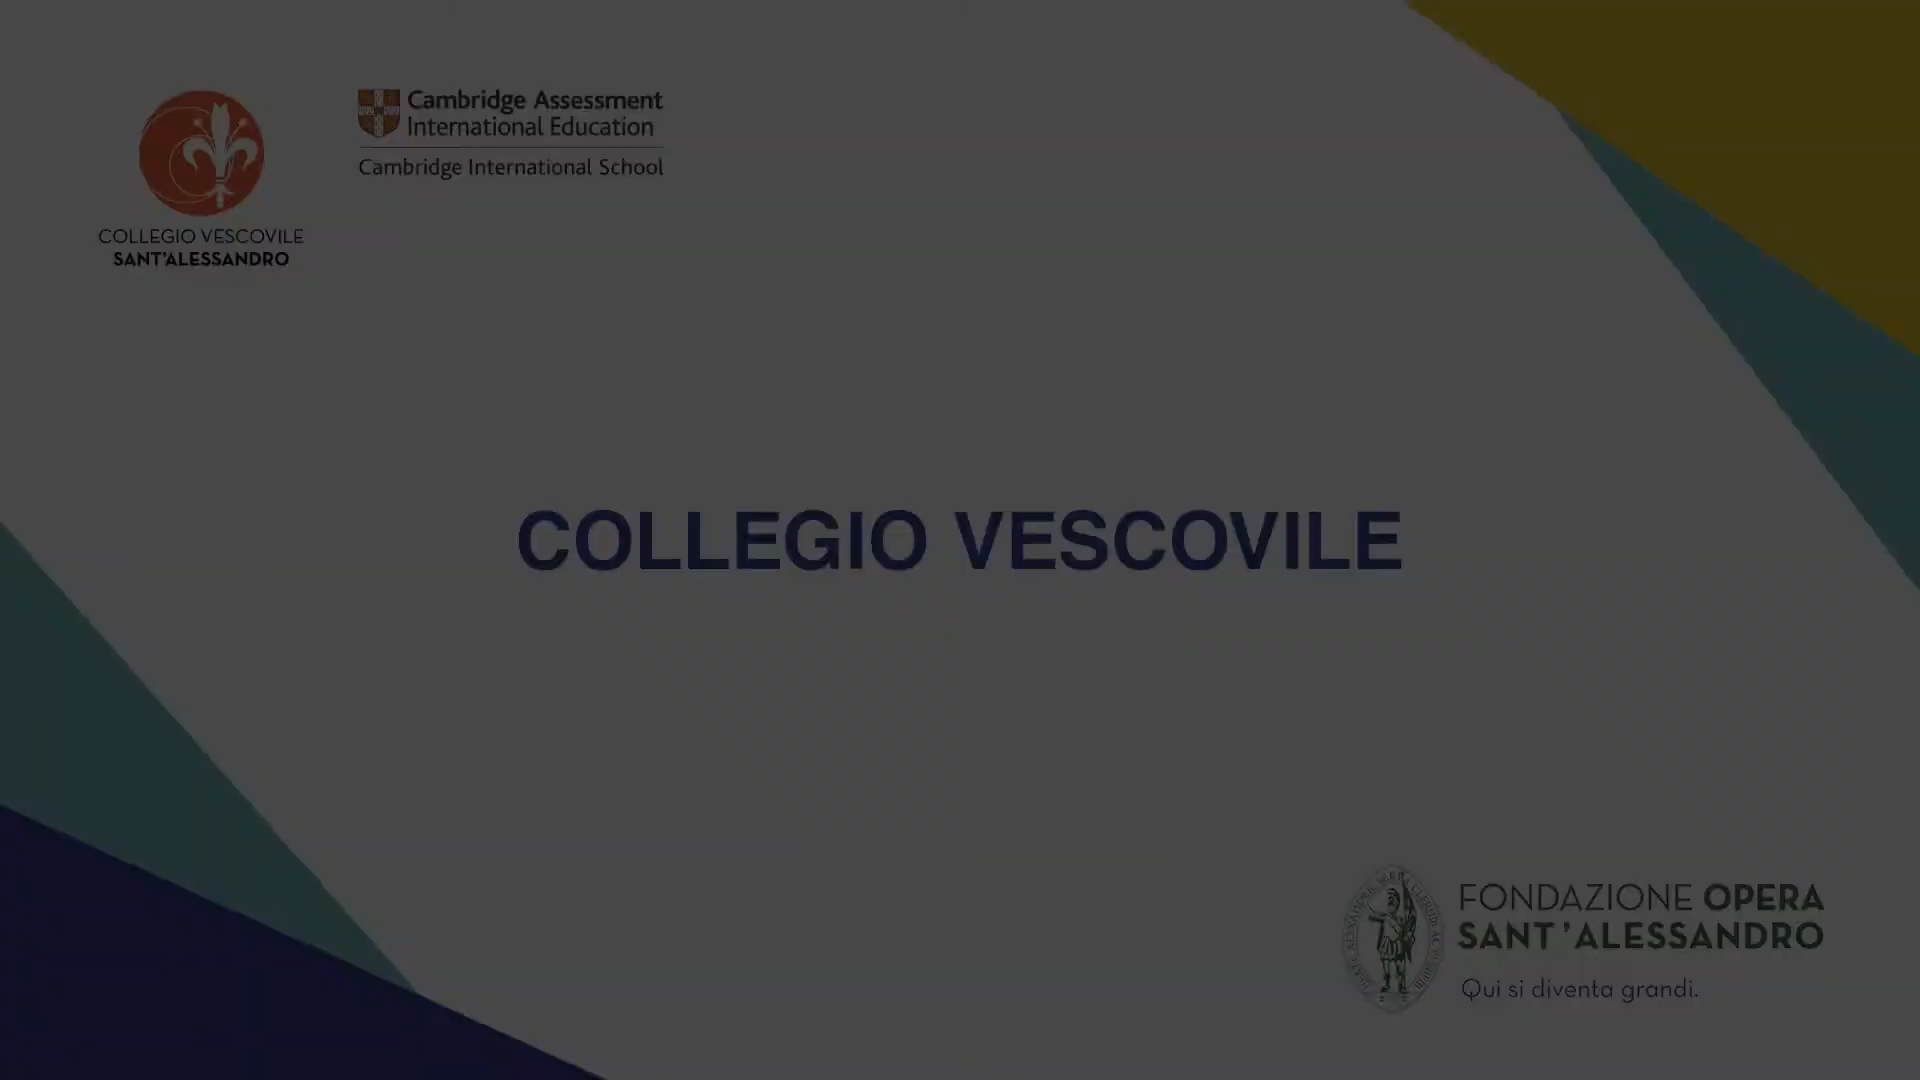 Cambridge Assessment
International Education
Cambridge International School
COLLEGIO VESCOVILE
SANT'ALESSANDRO
COLLEGIO VESCOVILE
FONDAZIONE OPERA
SANT'ALESSANDRO
Qui si diventa grandi.